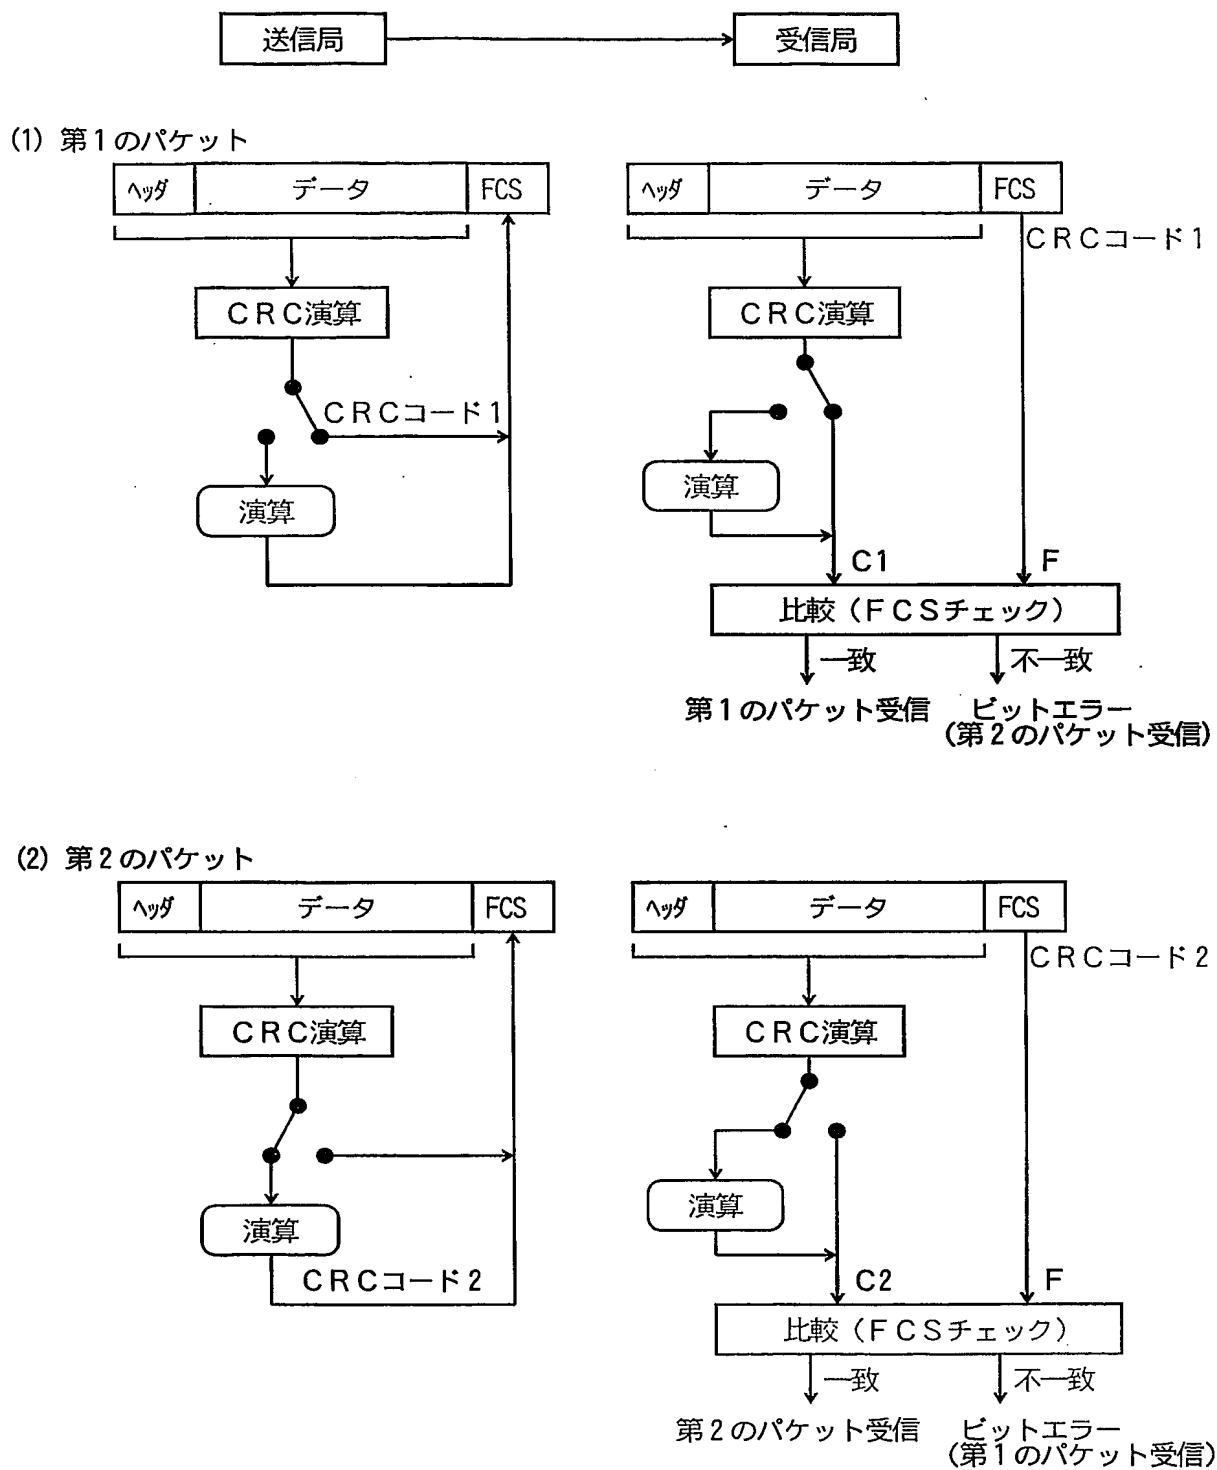 送信局
受信局
(1) 第1のパケット
ヘッダ
データ
FCS
ヘッダ
データ
FCS
CRCコード1
CRC演算
CRC演算
CRCコード1
演算
演算
C1
F
比較(FCSチェック)
一致
不一致
第1のパケット受信
ビットエラー
(第2のパケット受信)
(2) 第2のパケット
ヘッダ
データ
FCS
ヘッダ
データ
FCS
CRCコード2
CRC演算
CRC演算
演算
演算
CRCコード2
C2
F
比較(FCSチェック)
一致
不一致
第2のパケット受信
ビットエラー
(第1のパケット受信)